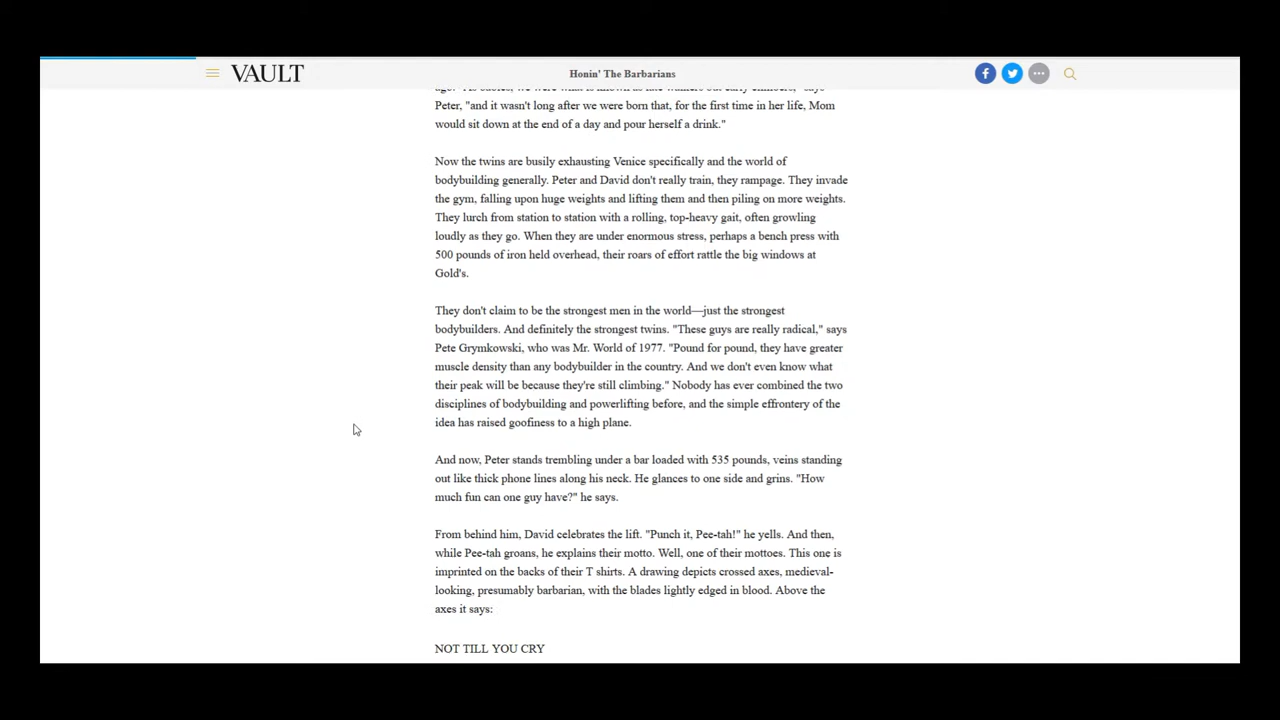 VAULT
Honin' The Barbarians
Peter, "and it wasn't long after we were born that, for the first time in her life, Mom
would sit down at the end of a day and pour herself a drink."
Now the twins are busily exhausting Venice specifically and the world of
bodybuilding generally. Peter and David don't really train, they rampage. They invade
the gym, falling upon huge weights and lifting them and then piling on more weights.
They lurch from station to station with a rolling, top-heavy gait, often growling
loudly as they go. When they are under enormous stress, perhaps a bench press with
500 pounds of iron held overhead, their roars of effort rattle the big windows at
Gold's.
They don't claim to be the strongest men in the world—just the strongest
bodybuilders. And definitely the strongest twins. "These guys are really radical," says
Pete Grymkowski, who was Mr. World of 1977. "Pound for pound, they have greater
muscle density than any bodybuilder in the country. And we don't even know what
their peak will be because they're still climbing." Nobody has ever combined the two
disciplines of bodybuilding and powerlifting before, and the simple effrontery of the
idea has raised goofiness to a high plane.
And now, Peter stands trembling under a bar loaded with 535 pounds, veins standing
out like thick phone lines along his neck. He glances to one side and grins. "How
much fun can one guy have?" he says.
From behind him, David celebrates the lift. "Punch it, Pee-tah!" he yells. And then,
while Pee-tah groans, he explains their motto. Well, one of their mottoes. This one is
imprinted on the backs of their T shirts. A drawing depicts crossed axes, medieval-
looking, presumably barbarian, with the blades lightly edged in blood. Above the
axes it says:
NOT TILL YOU CRY